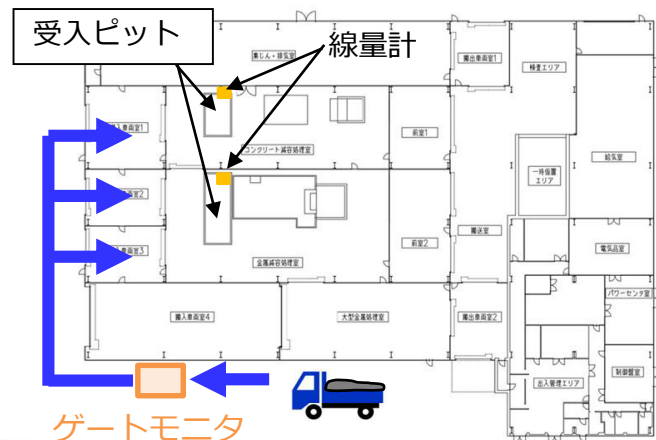 受入ピット
線量計
集じん・排気室
搬出車両室1
検査エリア
入車両室1
コンクリート減容処理室
前室1
給気室
一時仮置
エリア
車両室2
搬送室
入車両室3
金属減容処理室
前室2
電気品室
パワーセンタ室
搬入車両室4
大型金属処理室
搬出車両室2
制御盤室
出入管理エリア
ゲートモニタ